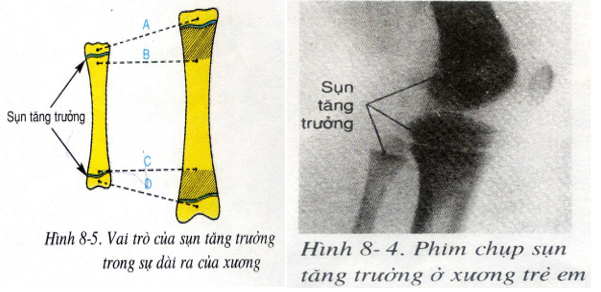 A
B
Sụn tăng trưởng
C
D
Hình 8-5. Vai trò của sụn tăng trưởng
trong sự dài ra của xương
Sụn
tăng
trưởng
Hình 8- 4. Phim chụp sụn
tăng trưởng ở xương trẻ em